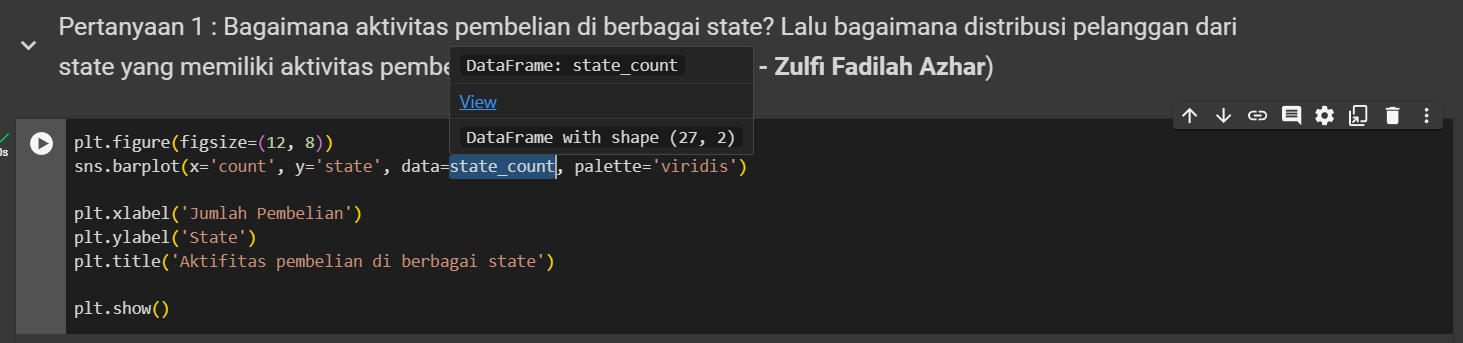 Pertanyaan 1 : Bagaimana aktivitas pembelian di berbagai state? Lalu bagaimana distribusi pelanggan dari
state yang memiliki aktivitas - Zulfi Fadilah Azhar)
DataFrame: state_count
View
DataFrame with shape (27, 2)
plt.figure(figsize=(12, 8))
sns.barplot(x='count', y='state', data=state_count, palette='viridis')
plt.xlabel('Jumlah Pembelian')
plt.ylabel('State')
plt.title('Aktifitas pembelian di berbagai state')
plt.show()